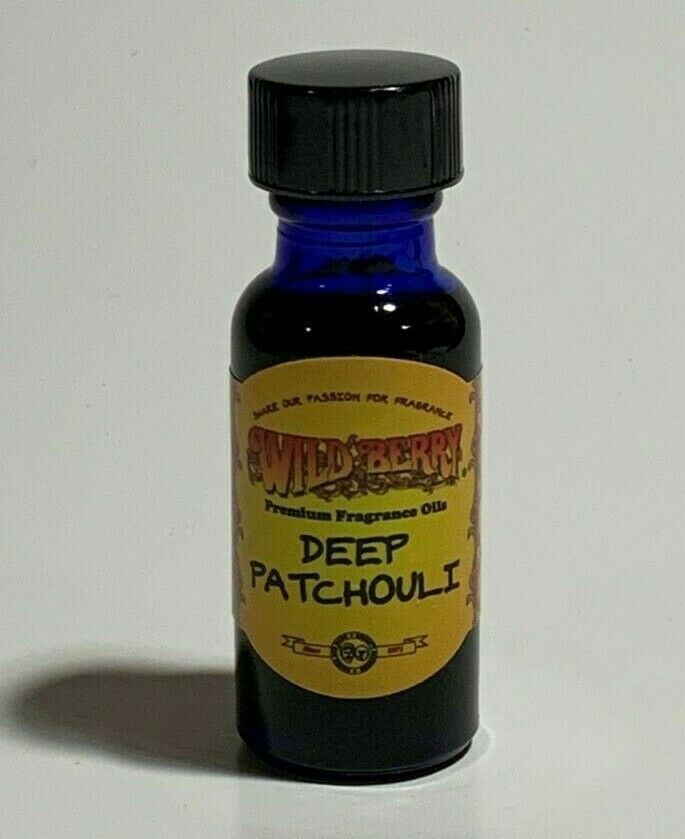 SHARE OUR PASSION FOR FRAGRANCE
WILD BERRY®
Premium Fragrance Oils
DEEP
PATCHOULI